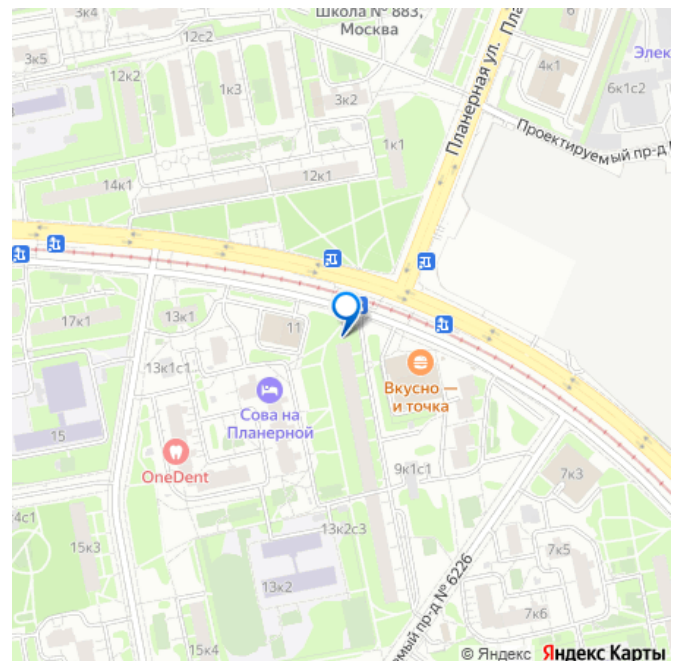 Школа № 883,
Москва
12с2
3к5
12к2
1к3
3к2
1к1
Планерная ул.
4к1
6к1с2
Проектируемый пр-д
14к1
12к1
17к1
13к1
11
13к1с1
Вкусно —
и точка
Сова на
Планерной
OneDent
15
9к1с1
7к3
4с1
15к3
13к2с3
7к5
13к2
7к6
15к4
пр-д № 6226
© Яндекс Яндекс Карты